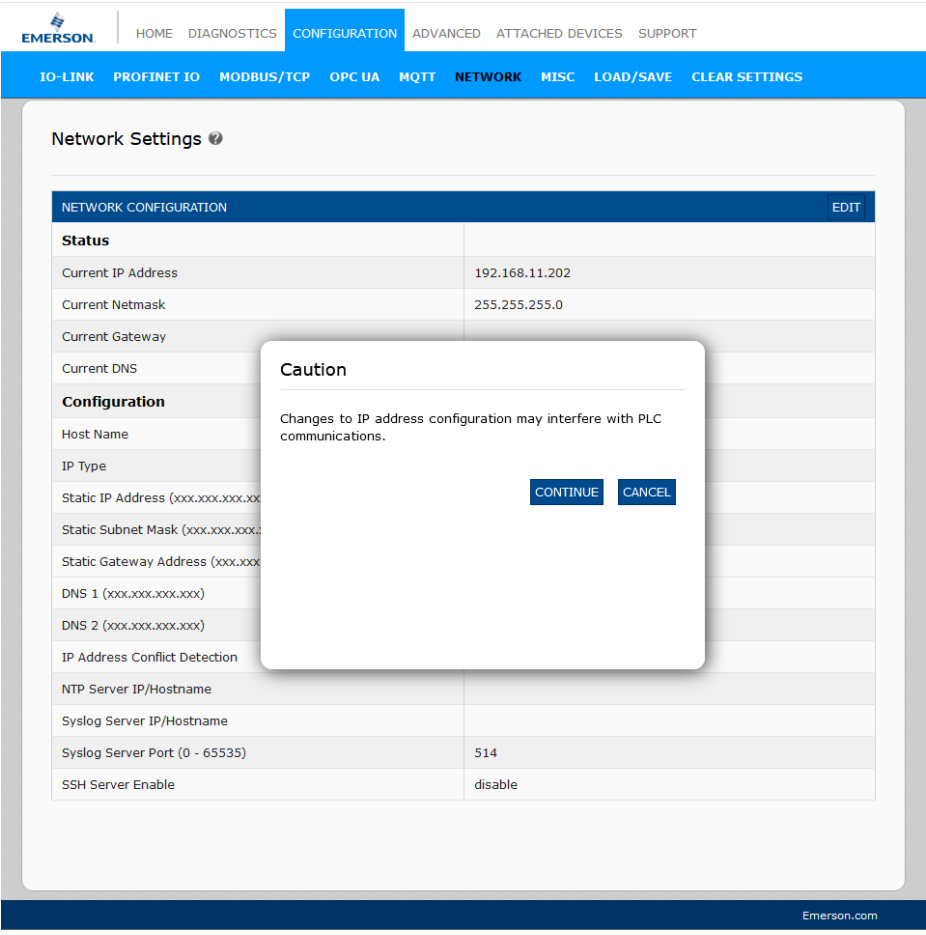 EMERSON.
HOME DIAGNOSTICS CONFIGURATION ADVANCED ATTACHED DEVICES SUPPORT
IO-LINK PROFINET IO MODBUS/TCP OPC UA MQTT NETWORK MISC LOAD/SAVE CLEAR SETTINGS
Network Settings ?
NETWORK CONFIGURATION EDIT
Status
Current IP Address 192.168.11.202
Current Netmask 255.255.255.0
Current Gateway
Current DNS
Configuration
Host Name
IP Type
Static IP Address (xxx.xxx.xxx.xx
Static Subnet Mask (xxx.xxx.xxx.
Static Gateway Address (xxx.xxx
DNS 1 (xxx.xxx.xxx.xxx)
DNS 2 (xxx.xxx.xxx.xxx)
IP Address Conflict Detection
NTP Server IP/Hostname
Syslog Server IP/Hostname
Syslog Server Port (0 - 65535) 514
SSH Server Enable disable
Caution
Changes to IP address configuration may interfere with PLC
communications.
CONTINUE CANCEL
Emerson.com